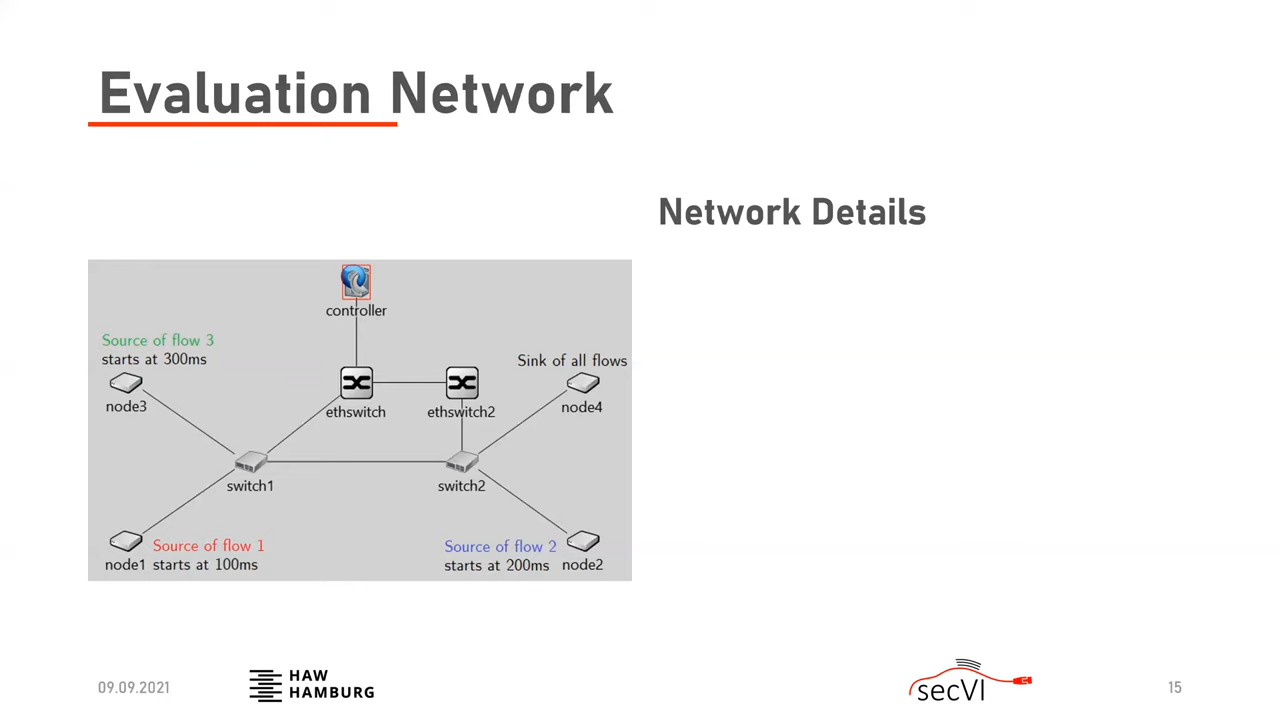 Evaluation Network
Network Details
controller
Source of flow 3
starts at 300ms
Sink of all flows
node3
ethswitch
ethswitch2
node4
switch1
switch2
Source of flow 1
Source of flow 2
node1
starts at 100ms
starts at 200ms
node2
09.09.2021
HAW
HAMBURG
secVI
15